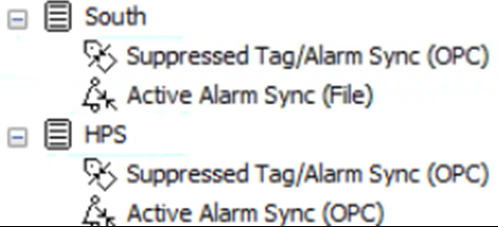 South
Suppressed Tag/Alarm Sync (OPC)
Active Alarm Sync (File)
HPS
Suppressed Tag/Alarm Sync (OPC)
Active Alarm Sync (OPC)